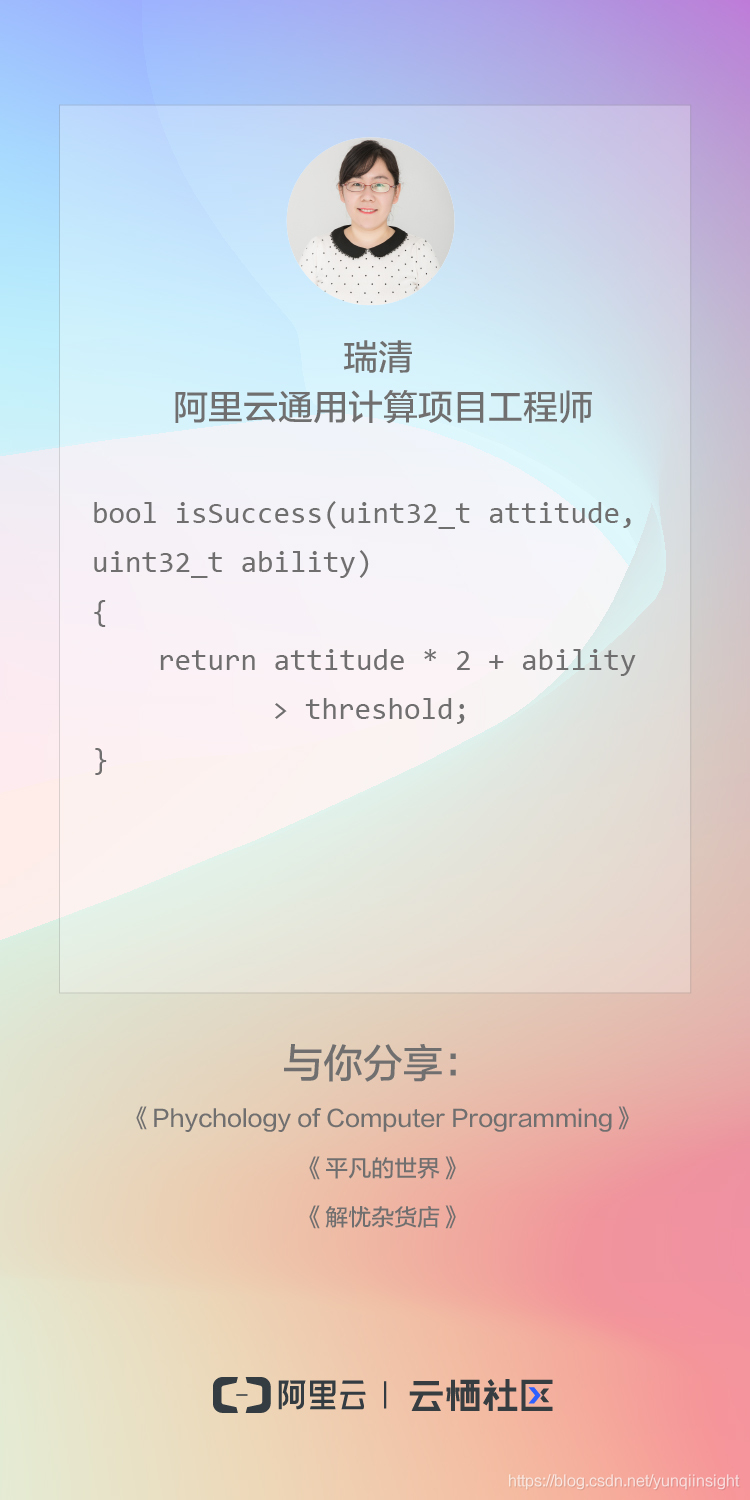 瑞清
阿里云通用计算项目工程师
bool isSuccess(uint32_t attitude,
uint32_t ability)
{
    return attitude * 2 + ability
           > threshold;
}
与你分享：
《Phychology of Computer Programming》
《平凡的世界》
《解忧杂货店》
阿里云 | 云栖社区
https://blog.csdn.net/yunqiinsight